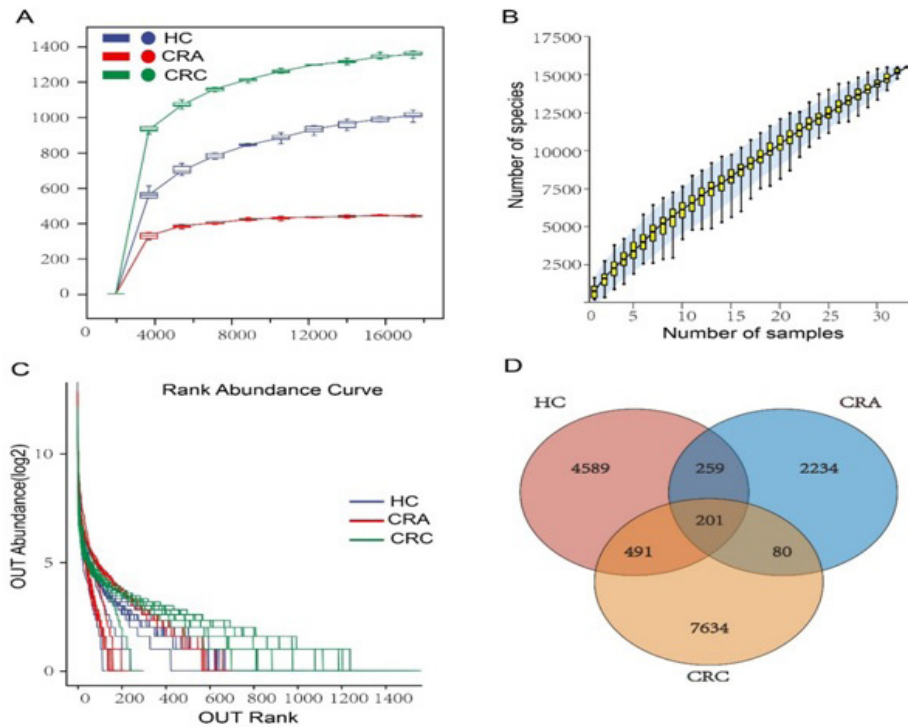 A
HC
CRA
CRC
1400
1200
1000
800
600
400
200
0
0 4000 8000 12000 16000
B
Number of species
17500
15000
12500
10000
7500
5000
2500
0 5 10 15 20 25 30
Number of samples
C
Rank Abundance Curve
OUT Abundance(log2)
10
5
0
HC
CRA
CRC
0 200 400 600 800 1000 1400
OUT Rank
D
HC
CRA
4589 259 2234
201
491 80
7634
CRC